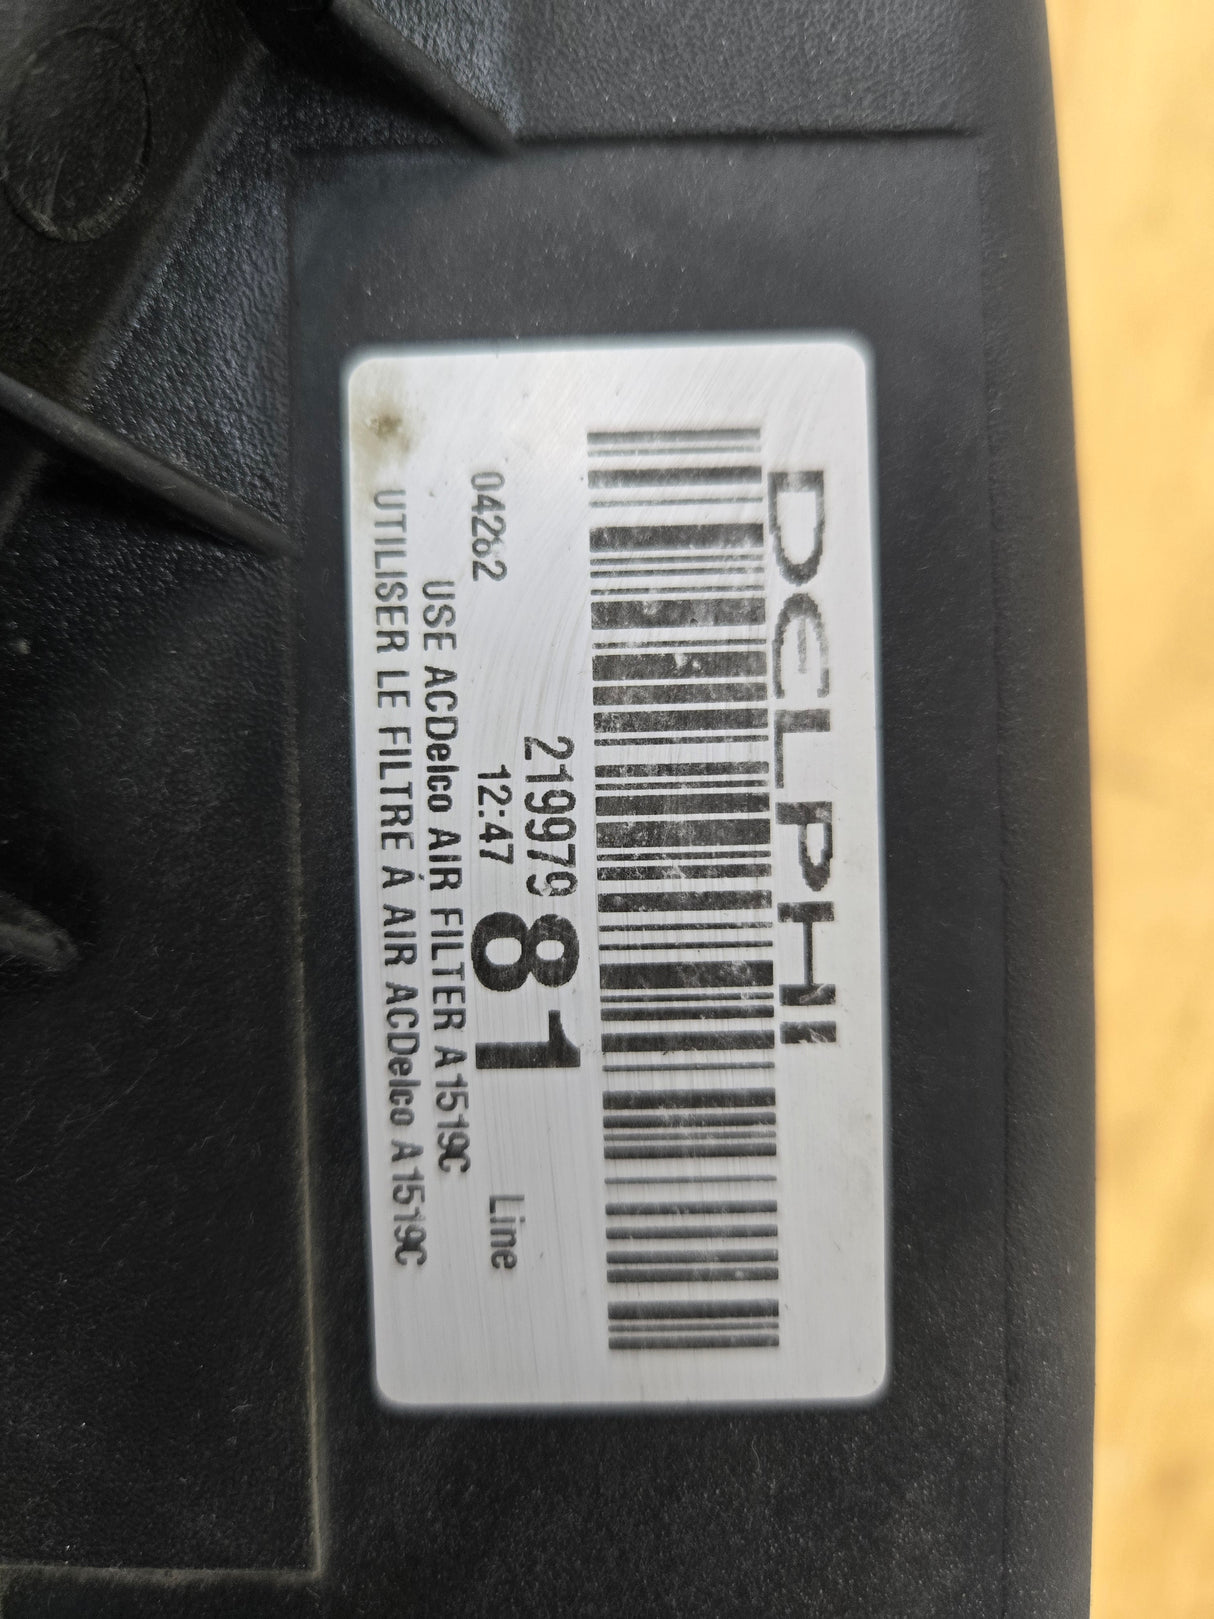 DELPHI
21997981
04262 12:47 Line
USE ACDelco AIR FILTER A1519C
UTILISER LE FILTRE À AIR ACDelco A1519C